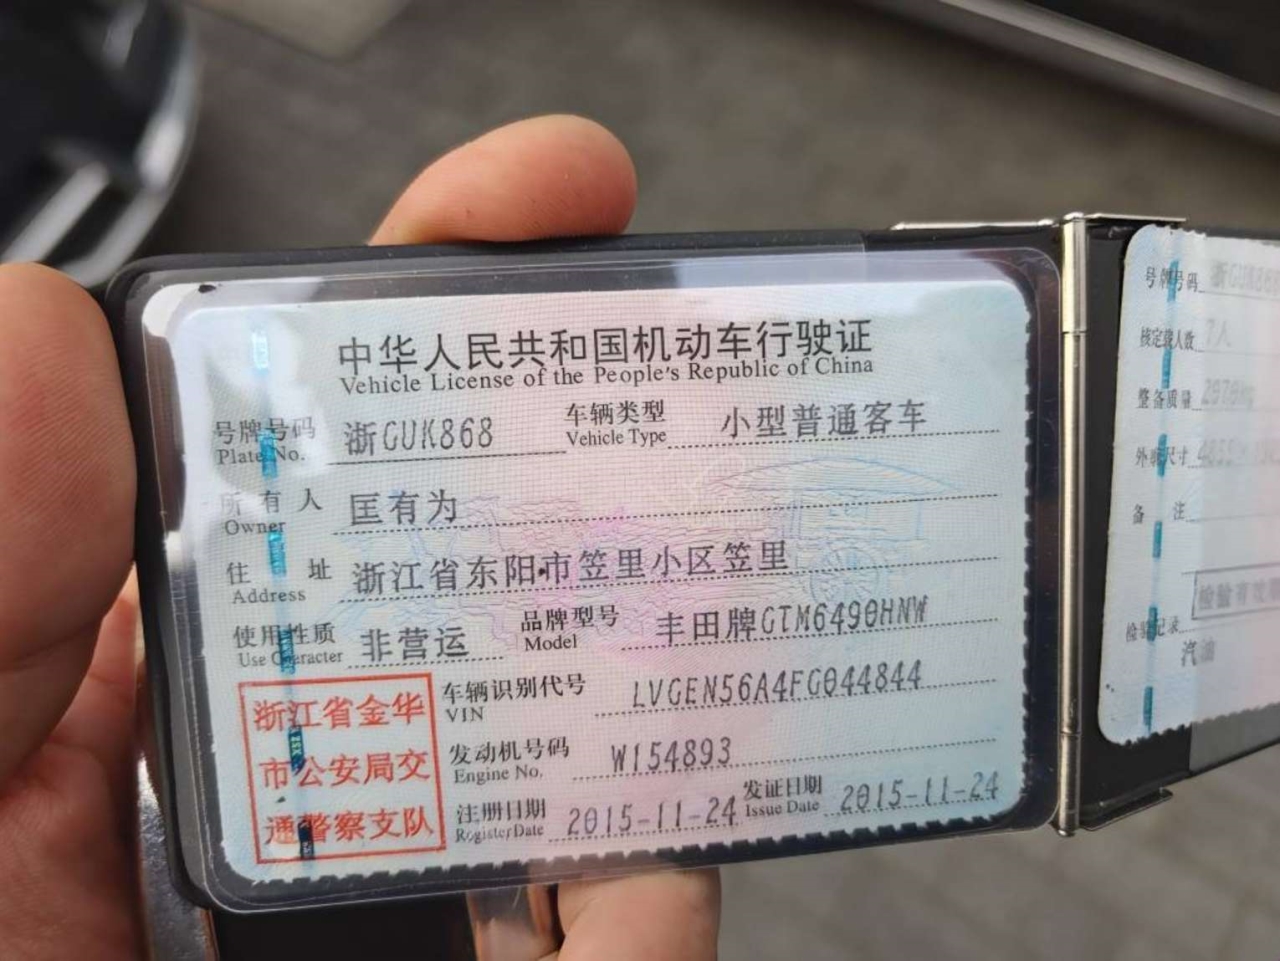 中华人民共和国机动车行驶证
Vehicle License of the People's Republic of China
号牌号码 浙GUK868 车辆类型 小型普通客车
Plate No. Vehicle Type
所有人 匡有为
Owner
住址 浙江省东阳市笠里小区笠里
Address
使用性质 非营运 品牌型号 丰田牌GTM6490HNW
Use Character Model
浙江省金华
市公安局交
通警察支队
车辆识别代号 LVGEN56A4FG044844
VIN
发动机号码 W154893
Engine No.
注册日期 2015-11-24 发证日期 2015-11-24
Register Date Issue Date
号牌号码 浙GUK86
核定载人数 7人
整备质量
外廓尺寸
备注
检验有效期
检验记录
汽油